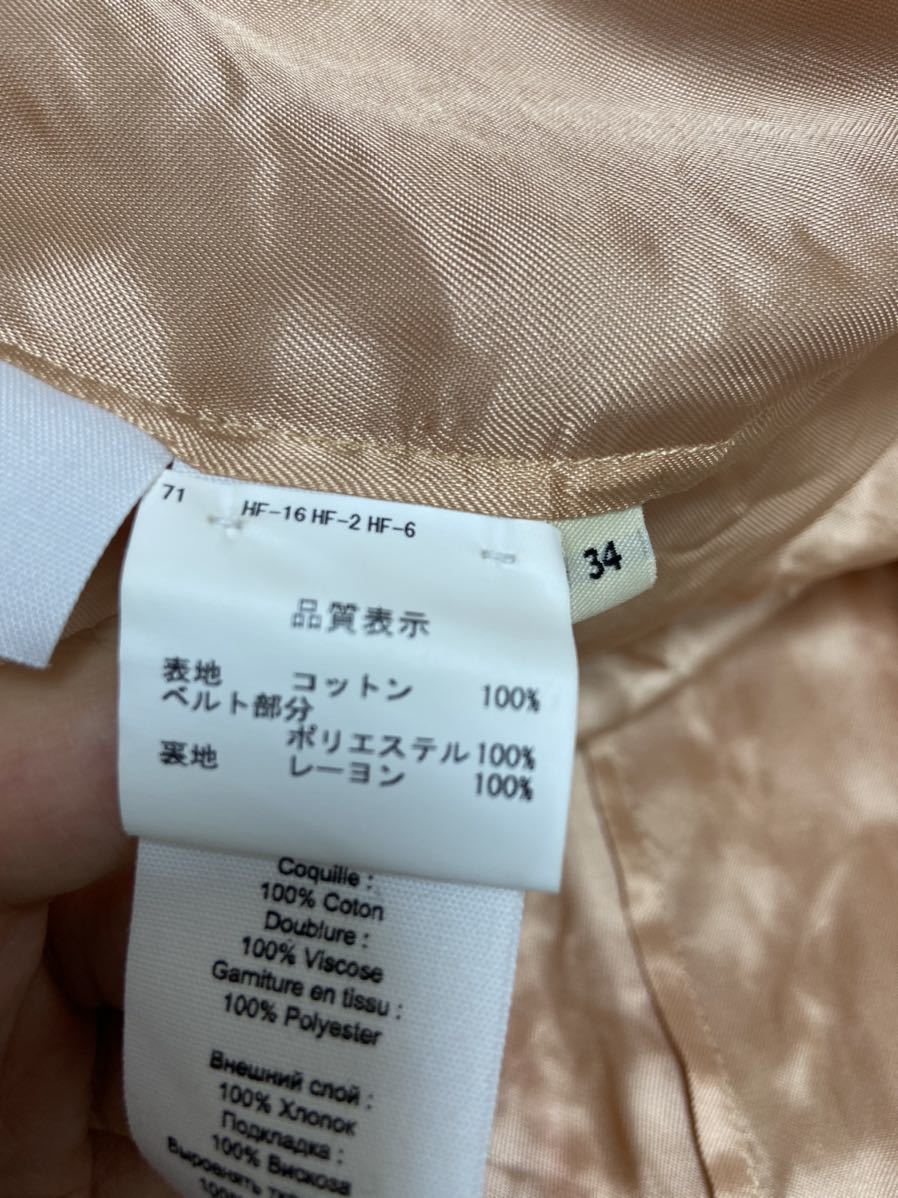 71 HF-16 HF-2 HF-6
34
品質表示
表地 コットン 100%
ベルト部分
ポリエステル 100%
裏地 レーヨン 100%
Coquille :
100% Coton
Doublure :
100% Viscose
Garniture en tissu :
100% Polyester
Внешний слой :
100% Хлопок
Подкладка :
100% Вискоза
Выровнять
100%